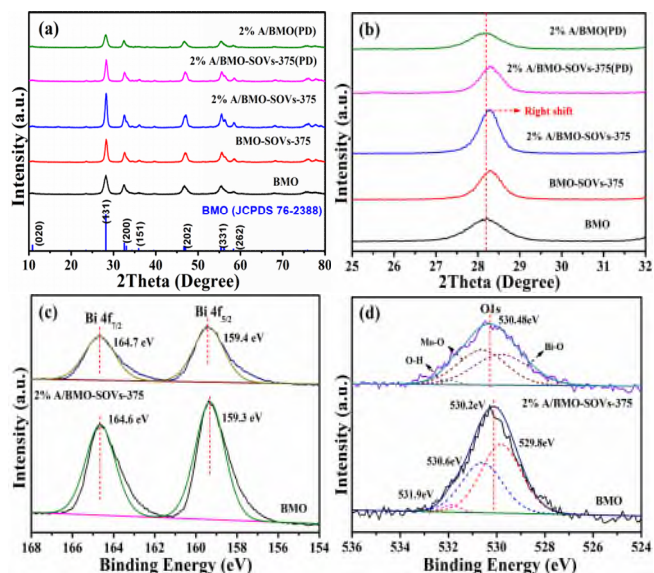 (a)
2% A/BMO(PD)
2% A/BMO-SOVs-375(PD)
2% A/BMO-SOVs-375
BMO-SOVs-375
BMO
BMO (JCPDS 76-2388)
(020)
(131)
(200)
(151)
(202)
(331)
(262)
10 20 30 40 50 60 70 80
2Theta (Degree)
Intensity (a.u.)
(b)
2% A/BMO(PD)
2% A/BMO-SOVs-375(PD)
Right shift
2% A/BMO-SOVs-375
BMO-SOVs-375
BMO
25 26 27 28 29 30 31 32
2Theta (Degree)
Intensity (a.u.)
(c)
Bi 4f7/2
Bi 4f5/2
164.7 eV
159.4 eV
2% A/BMO-SOVs-375
164.6 eV
159.3 eV
BMO
168 166 164 162 160 158 156 154
Binding Energy (eV)
Intensity (a.u.)
(d)
O1s
530.48eV
Mo-O
Bi-O
O-H
2% A/BMO-SOVs-375
530.2eV
529.8eV
530.6eV
531.9eV
BMO
536 534 532 530 528 526 524
Binding Energy (eV)
Intensity (a.u.)